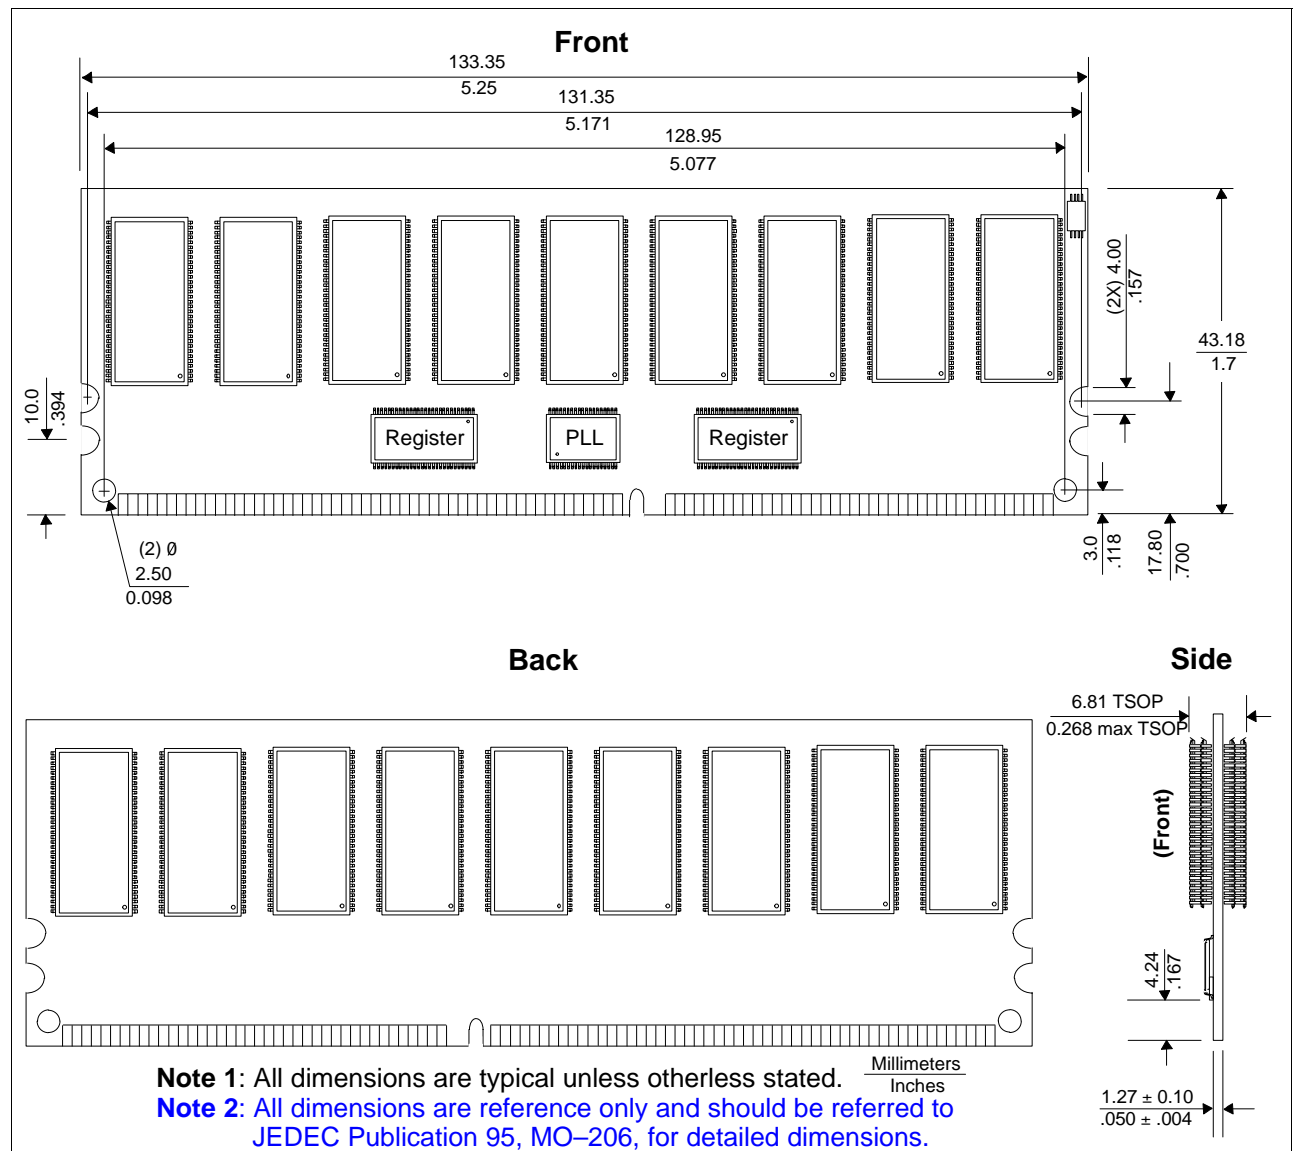 Front
133.35
5.25
131.35
5.171
128.95
5.077
(2X) 4.00
.157
43.18
1.7
10.0
.394
Register
PLL
Register
3.0
.118
17.80
.700
(2) Ø
2.50
0.098
Back
Side
6.81 TSOP
0.268 max TSOP
(Front)
4.24
.167
1.27 ± 0.10
.050 ± .004
Note 1: All dimensions are typical unless otherless stated.
Millimeters
Inches
Note 2: All dimensions are reference only and should be referred to
JEDEC Publication 95, MO–206, for detailed dimensions.